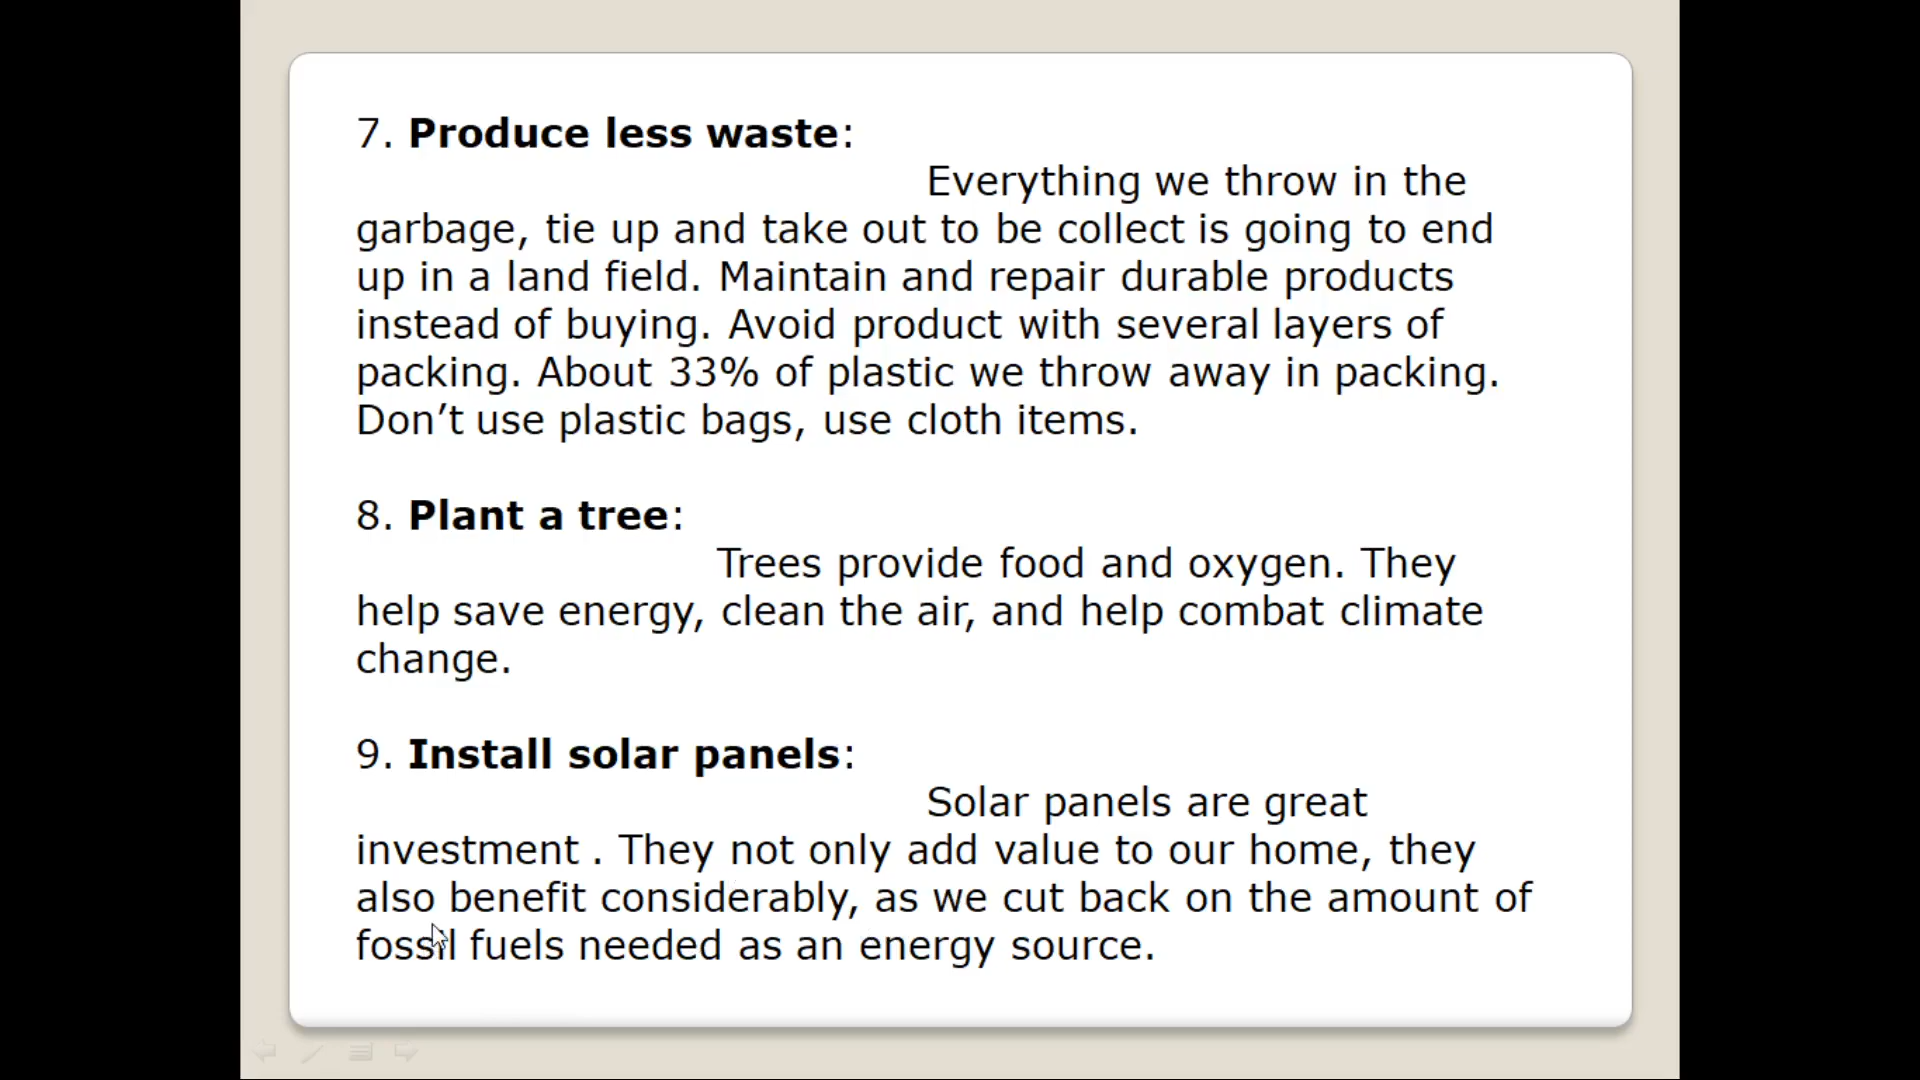 7. Produce less waste:
Everything we throw in the
garbage, tie up and take out to be collect is going to end
up in a land field. Maintain and repair durable products
instead of buying. Avoid product with several layers of
packing. About 33% of plastic we throw away in packing.
Don’t use plastic bags, use cloth items.
8. Plant a tree:
Trees provide food and oxygen. They
help save energy, clean the air, and help combat climate
change.
9. Install solar panels:
Solar panels are great
investment . They not only add value to our home, they
also benefit considerably, as we cut back on the amount of
fossil fuels needed as an energy source.